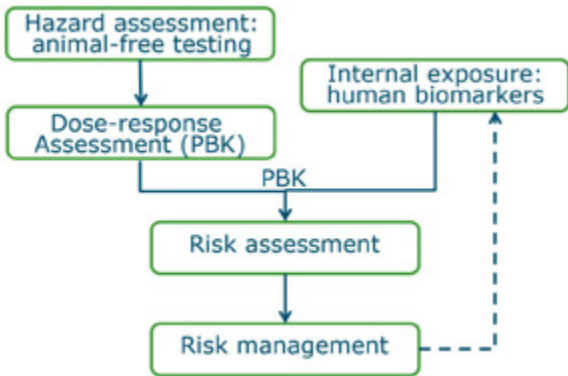 Hazard assessment:
animal-free testing
Internal exposure:
human biomarkers
Dose-response
Assessment (PBK)
PBK
Risk assessment
Risk management